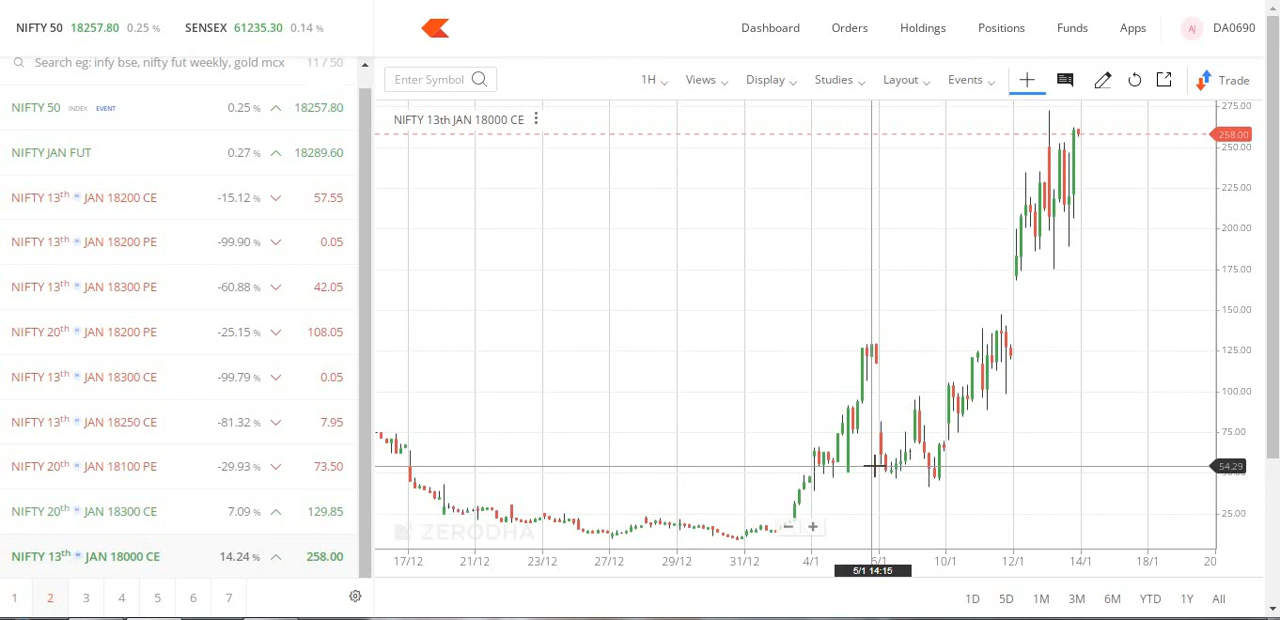 NIFTY 50 18257.80 0.25 % SENSEX 61235.30 0.14 %
Dashboard Orders Holdings Positions Funds Apps AJ DA0690
Search eg: infy bse, nifty fut weekly, gold mcx 11 / 50
NIFTY 50 INDEX EVENT 0.25 % 18257.80
NIFTY JAN FUT 0.27 % 18289.60
NIFTY 13th W JAN 18200 CE -15.12 % 57.55
NIFTY 13th W JAN 18200 PE -99.90 % 0.05
NIFTY 13th W JAN 18300 PE -60.88 % 42.05
NIFTY 20th W JAN 18200 PE -25.15 % 108.05
NIFTY 13th W JAN 18300 CE -99.79 % 0.05
NIFTY 13th W JAN 18250 CE -81.32 % 7.95
NIFTY 20th W JAN 18100 PE -29.93 % 73.50
NIFTY 20th W JAN 18300 CE 7.09 % 129.85
NIFTY 13th W JAN 18000 CE 14.24 % 258.00
1 2 3 4 5 6 7
Enter Symbol 1H Views Display Studies Layout Events Trade
NIFTY 13th JAN 18000 CE
275.00
258.00
250.00
225.00
200.00
175.00
150.00
125.00
100.00
75.00
54.29
25.00
ZERODHA
17/12 20/12 23/12 27/12 29/12 31/12 4/1 6/1 10/1 12/1 14/1 18/1 20
5/1 14:15
1D 5D 1M 3M 6M YTD 1Y All